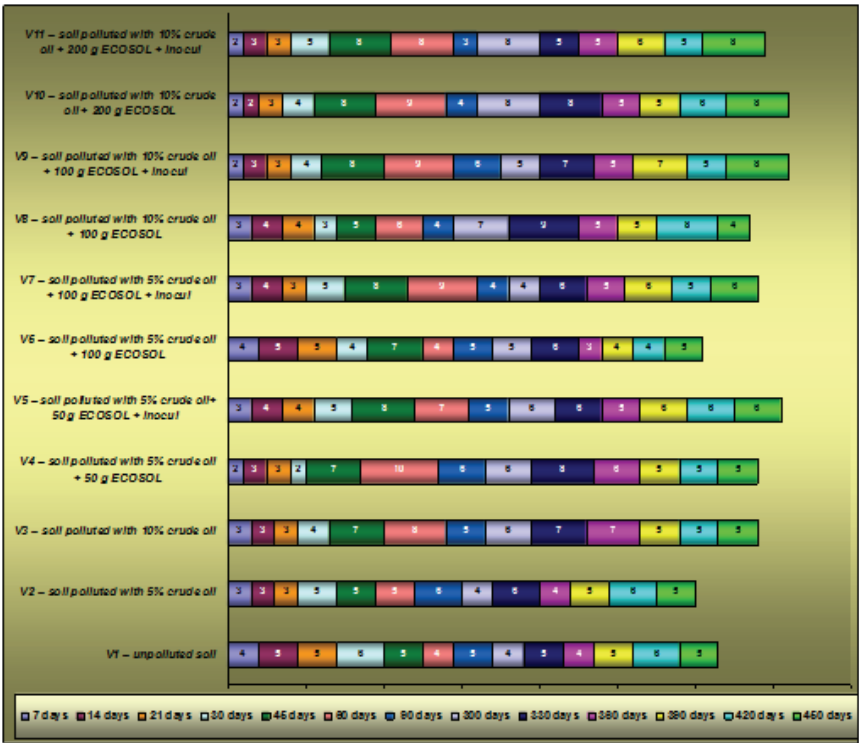 V11 – soil polluted with 10% crude
oil + 200 g ECOSOL + Inocul
2 3 3 5 8 8 3 8 5 5 6 5 8
V10 – soil polluted with 10% crude
oil + 200 g ECOSOL
2 2 3 4 8 9 4 8 8 5 5 6 8
V9 – soil polluted with 10% crude oil
+ 100 g ECOSOL + Inocul
2 3 3 4 8 9 6 5 7 5 7 5 8
V8 – soil polluted with 10% crude oil
+ 100 g ECOSOL
3 4 4 3 5 6 4 7 9 5 5 8 4
V7 – soil polluted with 5% crude oil
+ 100 g ECOSOL + Inocul
3 4 3 5 8 9 4 4 6 5 6 5 6
V6 – soil polluted with 5% crude oil
+ 100 g ECOSOL
4 5 5 4 7 4 5 5 6 3 4 4 5
V5 – soil polluted with 5% crude oil+
50 g ECOSOL + Inocul
3 4 4 5 8 7 5 6 6 5 6 6 6
V4 – soil polluted with 5% crude oil
+ 50 g ECOSOL
2 3 3 2 7 10 6 6 8 6 5 5 5
V3 – soil polluted with 10% crude oil
3 3 3 4 7 8 5 6 7 7 5 5 5
V2 – soil polluted with 5% crude oil
3 3 3 5 5 5 6 4 6 4 5 6 5
V1 – unpolluted soil
4 5 5 6 5 4 5 4 5 4 5 6 5
7 days 14 days 21 days 30 days 45 days 60 days 90 days 300 days 330 days 360 days 390 days 420 days 450 days